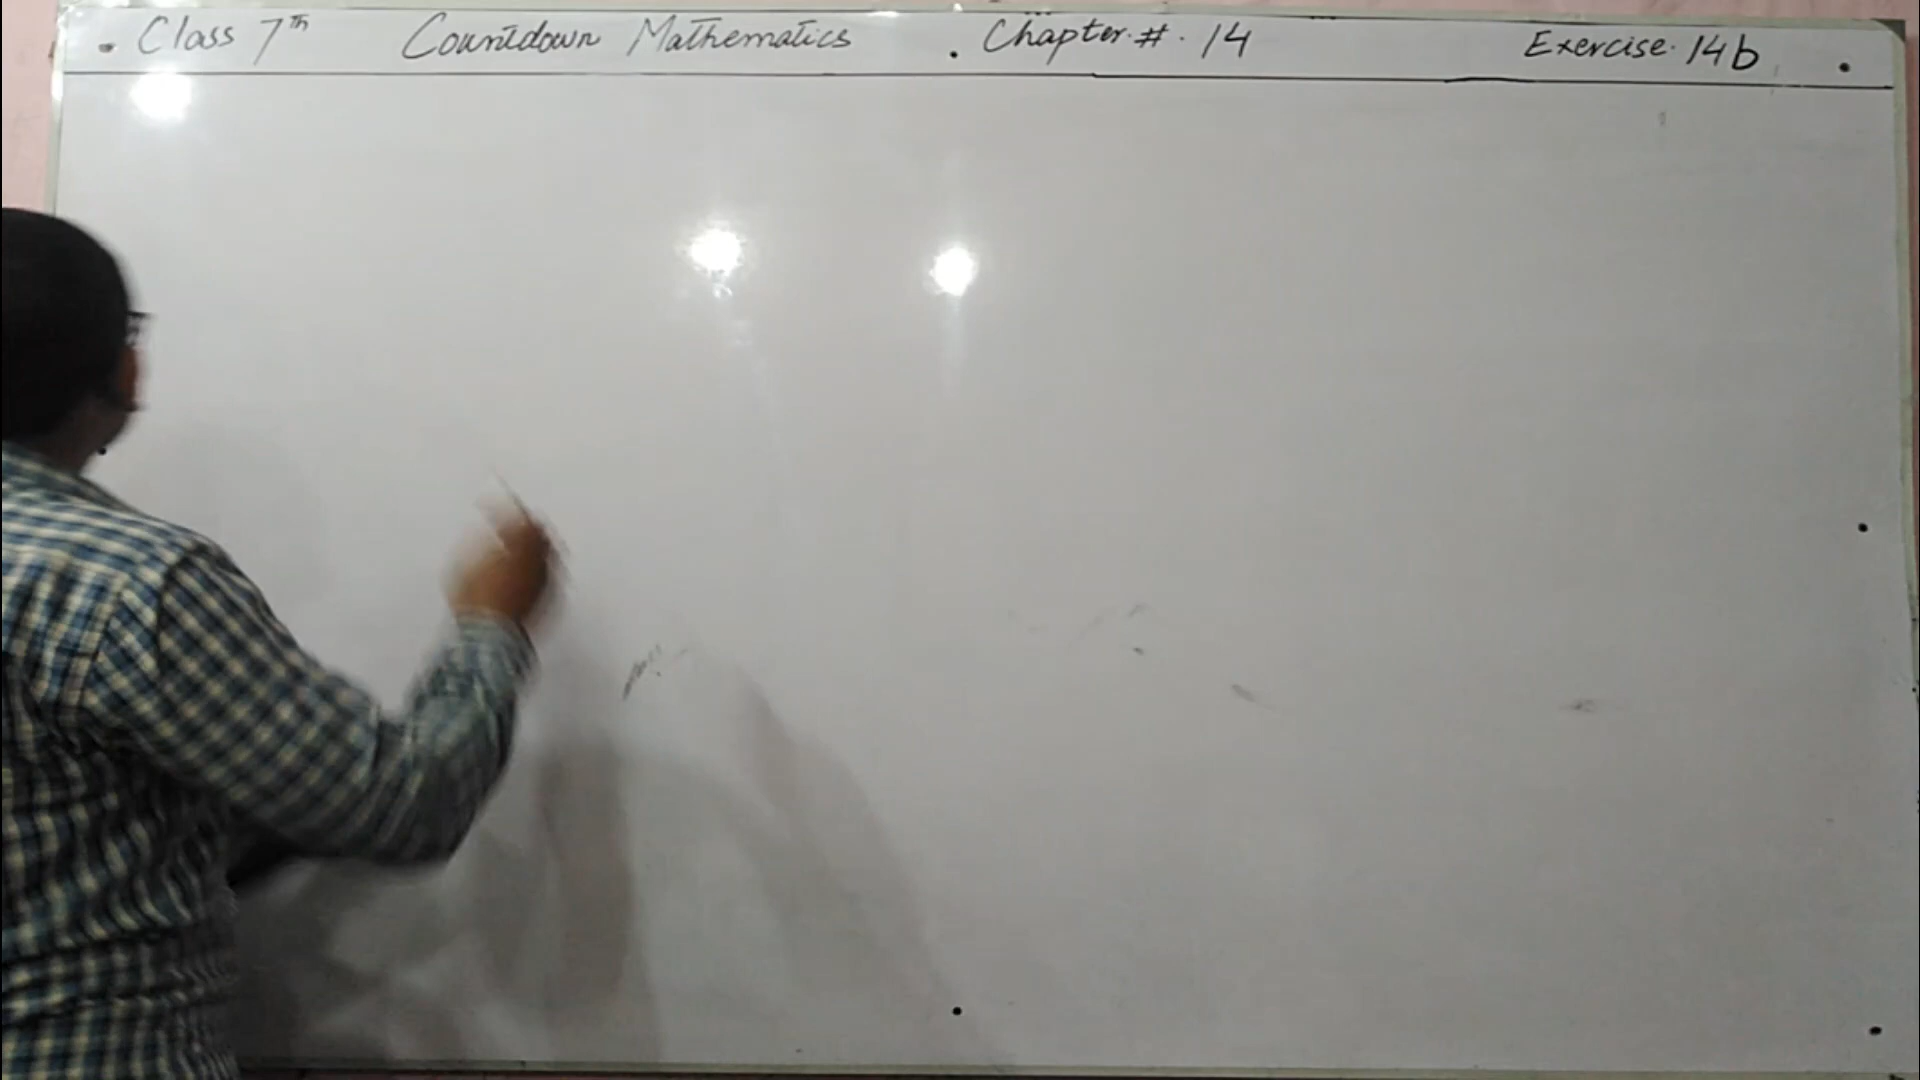 Class 7th Countdown Mathematics . Chapter # . 14 Exercise . 14b